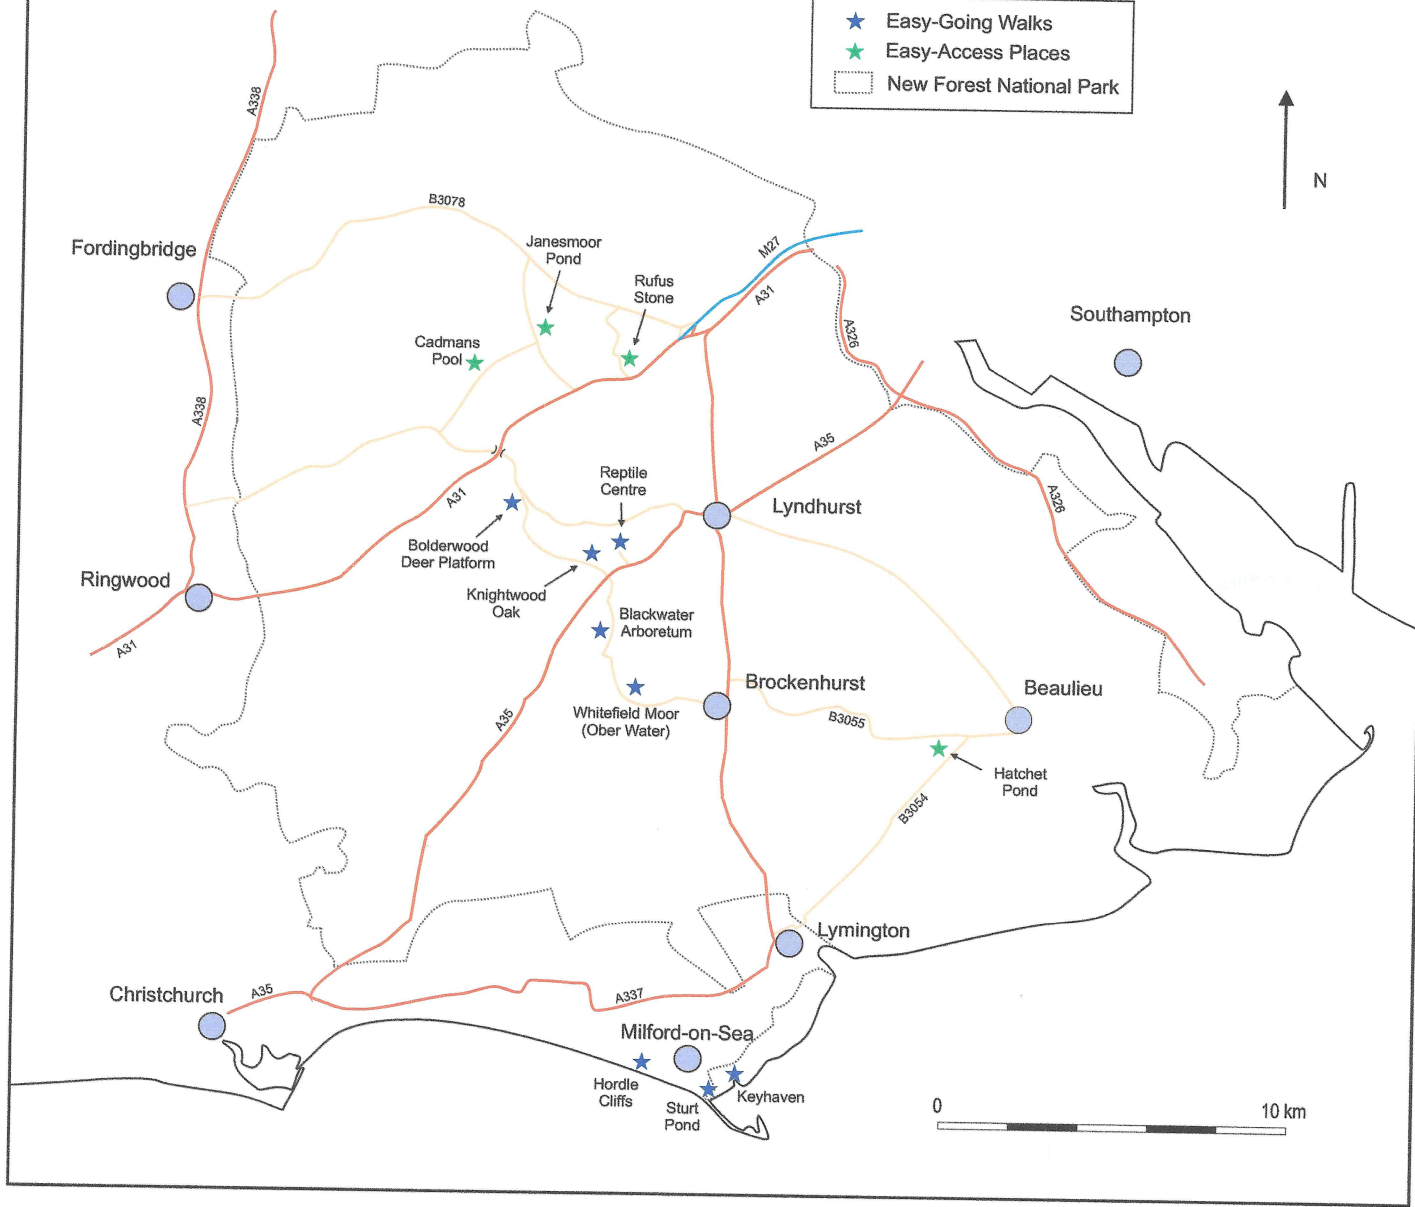 Easy-Going Walks
Easy-Access Places
New Forest National Park
N
A338
B3078
Fordingbridge
Janesmoor
Pond
Rufus
Stone
M27
A31
A326
Southampton
Cadmans
Pool
A338
A35
A31
Reptile
Centre
Lyndhurst
A326
Bolderwood
Deer Platform
Knightwood
Oak
Ringwood
A31
Blackwater
Arboretum
Brockenhurst
Beaulieu
Whitefield Moor
(Ober Water)
A35
B3055
Hatchet
Pond
B3054
Lymington
Christchurch
A35
A337
Milford-on-Sea
Hordle
Cliffs
Sturt
Pond
Keyhaven
0
10 km